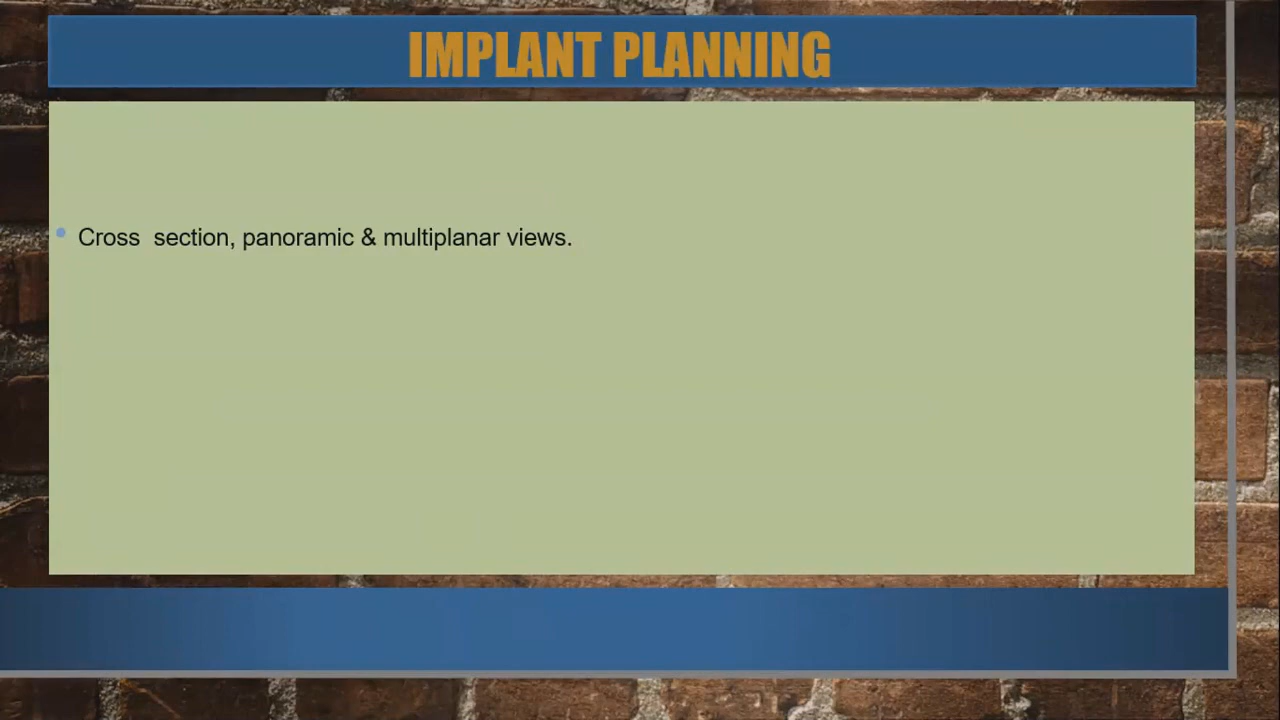 IMPLANT PLANNING
• Cross  section, panoramic & multiplanar views.